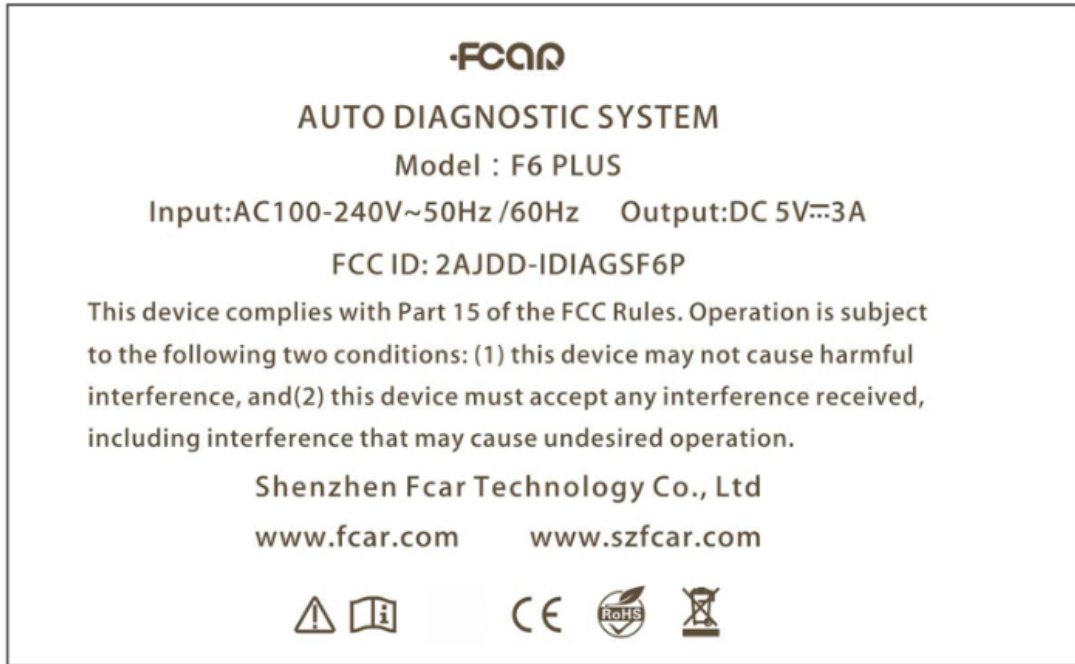 FCAR
AUTO DIAGNOSTIC SYSTEM
Model：F6 PLUS
Input:AC100-240V~50Hz /60Hz Output:DC 5V⎓3A
FCC ID: 2AJDD-IDIAGSF6P
This device complies with Part 15 of the FCC Rules. Operation is subject
to the following two conditions: (1) this device may not cause harmful
interference, and(2) this device must accept any interference received,
including interference that may cause undesired operation.
Shenzhen Fcar Technology Co., Ltd
www.fcar.com www.szfcar.com
CE RoHS